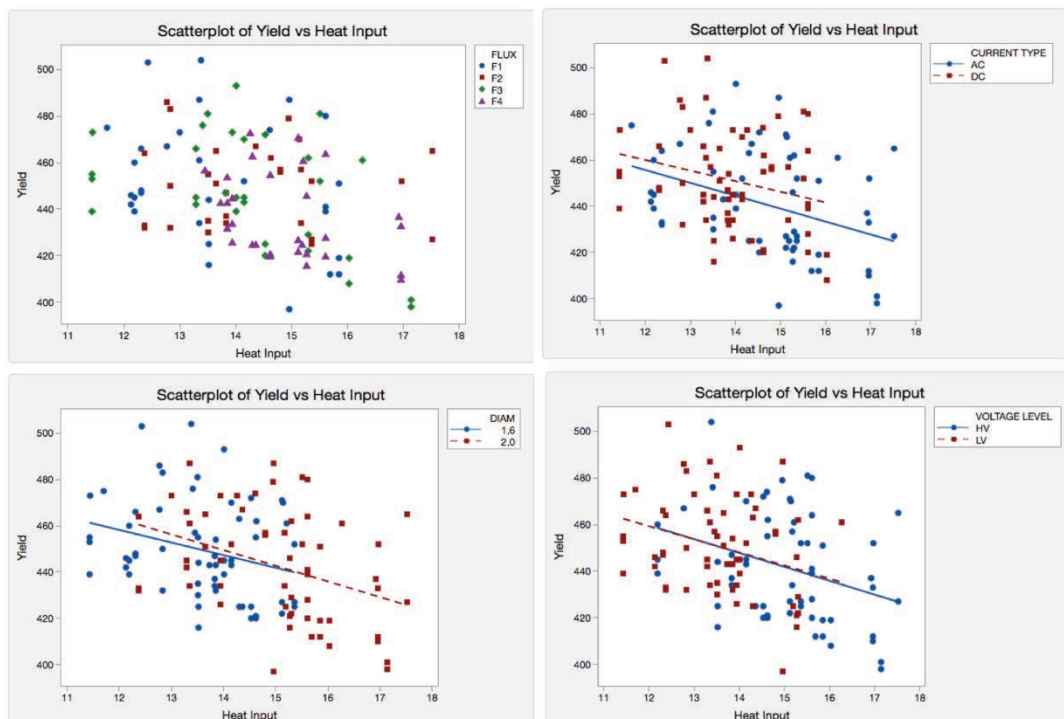 Scatterplot of Yield vs Heat Input
FLUX
F1
F2
F3
F4
500
480
460
440
420
400
Yield
11 12 13 14 15 16 17 18
Heat Input
Scatterplot of Yield vs Heat Input
CURRENT TYPE
AC
DC
500
480
460
440
420
400
Yield
11 12 13 14 15 16 17 18
Heat Input
Scatterplot of Yield vs Heat Input
DIAM
1,6
2,0
500
480
460
440
420
400
Yield
11 12 13 14 15 16 17 18
Heat Input
Scatterplot of Yield vs Heat Input
VOLTAGE LEVEL
HV
LV
500
480
460
440
420
400
Yield
11 12 13 14 15 16 17 18
Heat Input